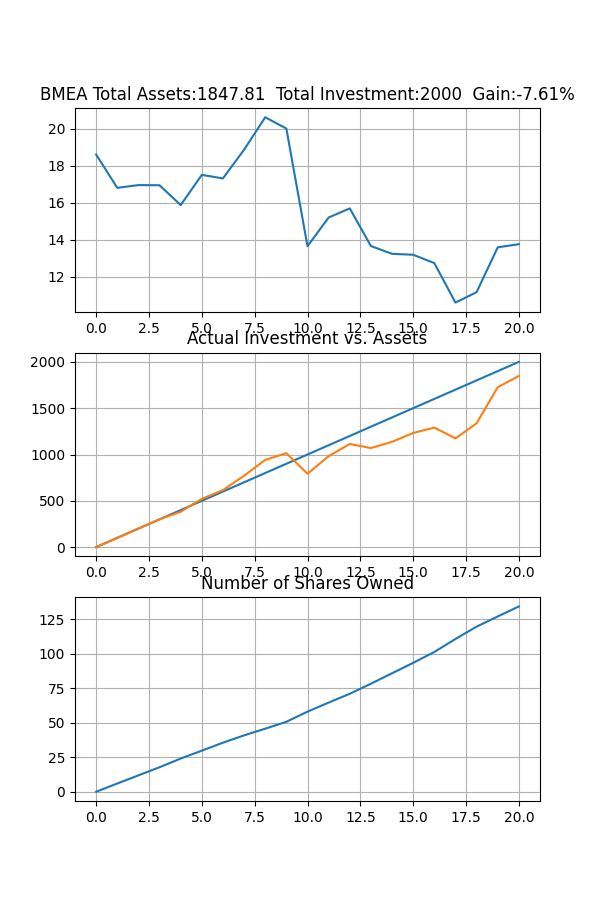 BMEA Total Assets:1847.81  Total Investment:2000  Gain:-7.61%
20
18
16
14
12
0.0 2.5 5.0 7.5 10.0 12.5 15.0 17.5 20.0
Actual Investment vs. Assets
2000
1500
1000
500
0
0.0 2.5 5.0 7.5 10.0 12.5 15.0 17.5 20.0
Number of Shares Owned
125
100
75
50
25
0
0.0 2.5 5.0 7.5 10.0 12.5 15.0 17.5 20.0